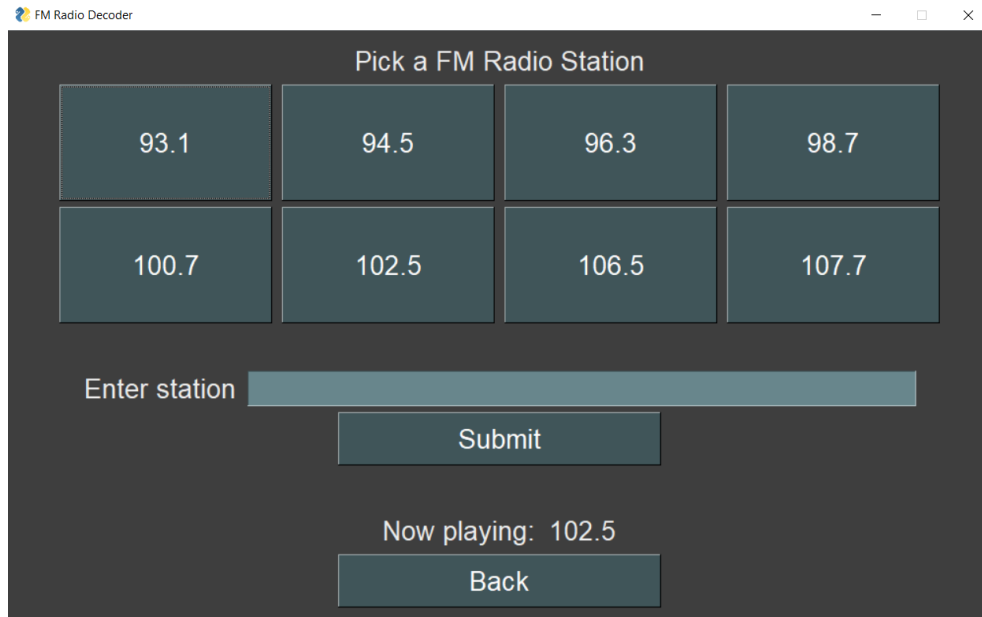 FM Radio Decoder
Pick a FM Radio Station
93.1 94.5 96.3 98.7
100.7 102.5 106.5 107.7
Enter station
Submit
Now playing: 102.5
Back